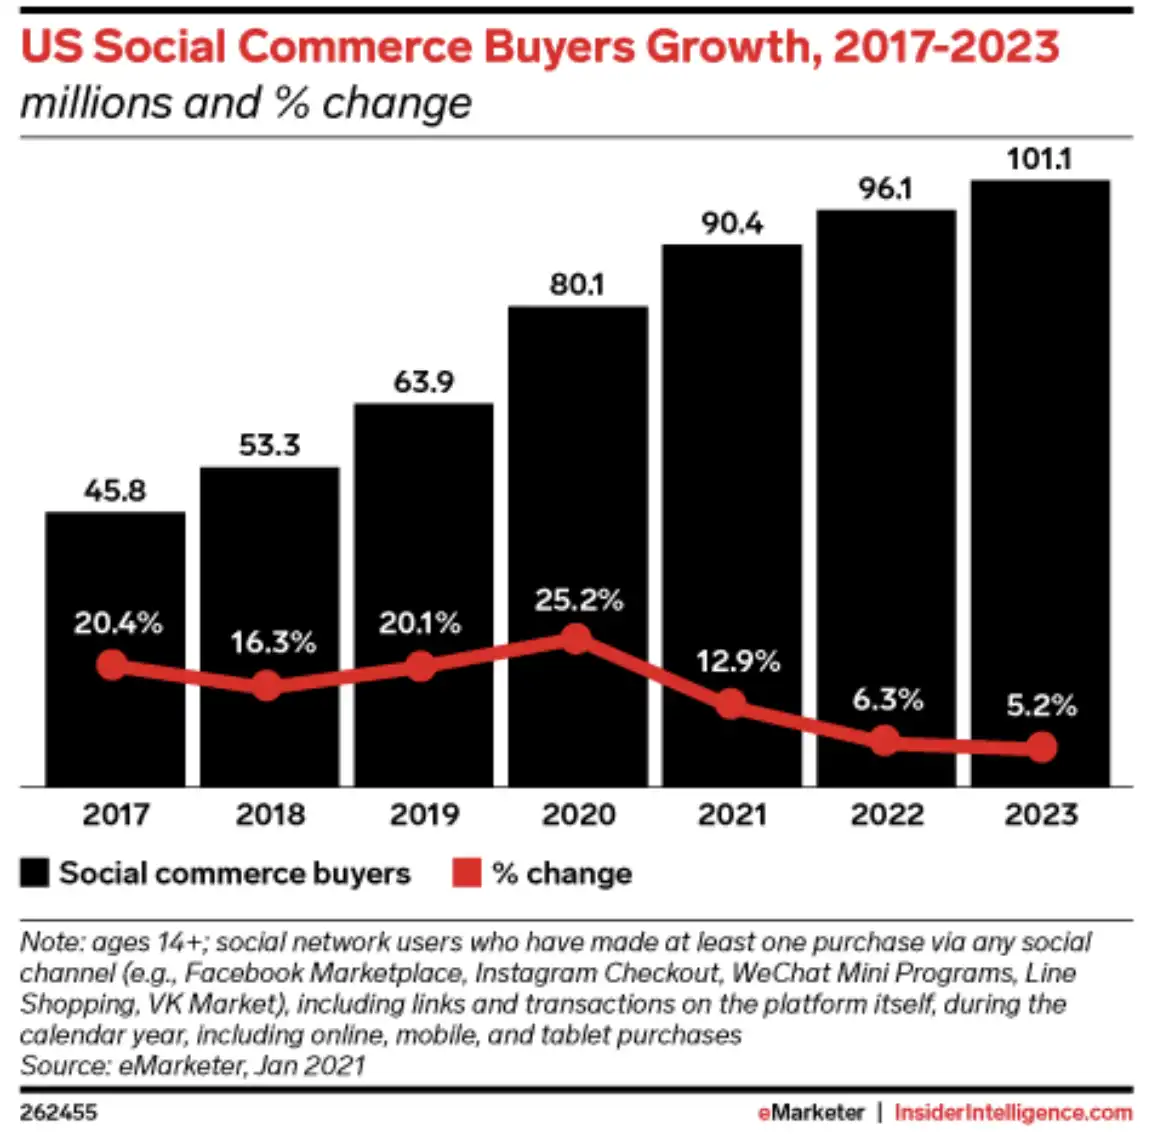 US Social Commerce Buyers Growth, 2017-2023
millions and % change
45.8
53.3
63.9
80.1
90.4
96.1
101.1
20.4%
16.3%
20.1%
25.2%
12.9%
6.3%
5.2%
2017 2018 2019 2020 2021 2022 2023
Social commerce buyers % change
Note: ages 14+; social network users who have made at least one purchase via any social
channel (e.g., Facebook Marketplace, Instagram Checkout, WeChat Mini Programs, Line
Shopping, VK Market), including links and transactions on the platform itself, during the
calendar year, including online, mobile, and tablet purchases
Source: eMarketer, Jan 2021
262455 eMarketer | InsiderIntelligence.com